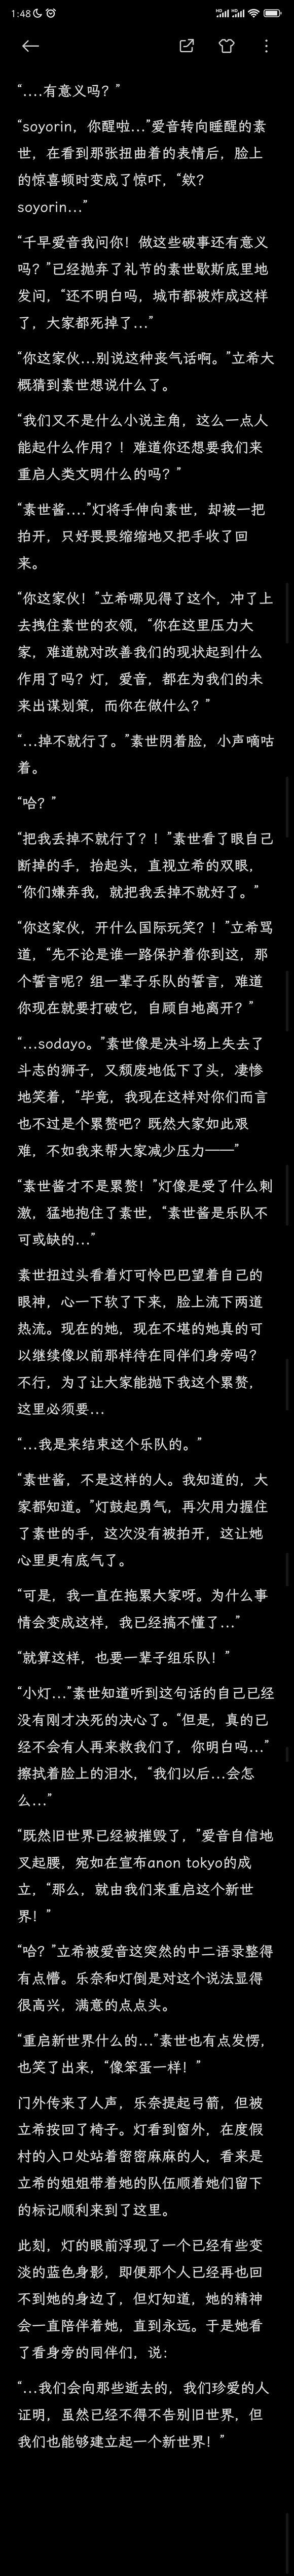 1:48
HD HD
“....有意义吗？”
“soyorin，你醒啦...”爱音转向睡醒的素
世，在看到那张扭曲着的表情后，脸上
的惊喜顿时变成了惊吓，“欸？
soyorin...”
“千早爱音我问你！做这些破事还有意义
吗？”已经抛弃了礼节的素世歇斯底里地
发问，“还不明白吗，城市都被炸成这样
了，大家都死掉了...”
“你这家伙...别说这种丧气话啊。”立希大
概猜到素世想说什么了。
“我们又不是什么小说主角，这么一点人
能起什么作用？！难道你还想要我们来
重启人类文明什么的吗？”
“素世酱....”灯将手伸向素世，却被一把
拍开，只好畏畏缩缩地又把手收了回
来。
“你这家伙！”立希哪见得了这个，冲了上
去拽住素世的衣领，“你在这里压力大
家，难道就对改善我们的现状起到什么
作用了吗？灯，爱音，都在为我们的未
来出谋划策，而你在做什么？”
“...掉不就行了。”素世阴着脸，小声嘀咕
着。
“哈？”
“把我丢掉不就行了？！”素世看了眼自己
断掉的手，抬起头，直视立希的双眼，
“你们嫌弃我，就把我丢掉不就好了。”
“你这家伙，开什么国际玩笑？！”立希骂
道，“先不论是谁一路保护着你到这，那
个誓言呢？组一辈子乐队的誓言，难道
你现在就要打破它，自顾自地离开？”
“...sodayo。”素世像是决斗场上失去了
斗志的狮子，又颓废地低下了头，凄惨
地笑着，“毕竟，我现在这样对你们而言
也不过是个累赘吧？既然大家如此艰
难，不如我来帮大家减少压力——”
“素世酱才不是累赘！”灯像是受了什么刺
激，猛地抱住了素世，“素世酱是乐队不
可或缺的...”
素世扭过头看着灯可怜巴巴望着自己的
眼神，心一下软了下来，脸上流下两道
热流。现在的她，现在不堪的她真的可
以继续像以前那样待在同伴们身旁吗？
不行，为了让大家能抛下我这个累赘，
这里必须要...
“...我是来结束这个乐队的。”
“素世酱，不是这样的人。我知道的，大
家都知道。”灯鼓起勇气，再次用力握住
了素世的手，这次没有被拍开，这让她
心里更有底气了。
“可是，我一直在拖累大家呀。为什么事
情会变成这样，我已经搞不懂了...”
“就算这样，也要一辈子组乐队！”
“小灯...”素世知道听到这句话的自己已经
没有刚才决死的决心了。“但是，真的已
经不会有人再来救我们了，你明白吗...”
擦拭着脸上的泪水，“我们以后...会怎
么...”
“既然旧世界已经被摧毁了，”爱音自信地
叉起腰，宛如在宣布anon tokyo的成
立，“那么，就由我们来重启这个新世
界！”
“哈？”立希被爱音这突然的中二语录整得
有点懵。乐奈和灯倒是对这个说法显得
很高兴，满意的点点头。
“重启新世界什么的...”素世也有点发愣，
也笑了出来，“像笨蛋一样！”
门外传来了人声，乐奈提起弓箭，但被
立希按回了椅子。灯看到窗外，在度假
村的入口处站着密密麻麻的人，看来是
立希的姐姐带着她的队伍顺着她们留下
的标记顺利来到了这里。
此刻，灯的眼前浮现了一个已经有些变
淡的蓝色身影，即便那个人已经再也回
不到她的身边了，但灯知道，她的精神
会一直陪伴着她，直到永远。于是她看
了看身旁的同伴们，说：
“...我们会向那些逝去的，我们珍爱的人
证明，虽然已经不得不告别旧世界，但
我们也能够建立起一个新世界！”